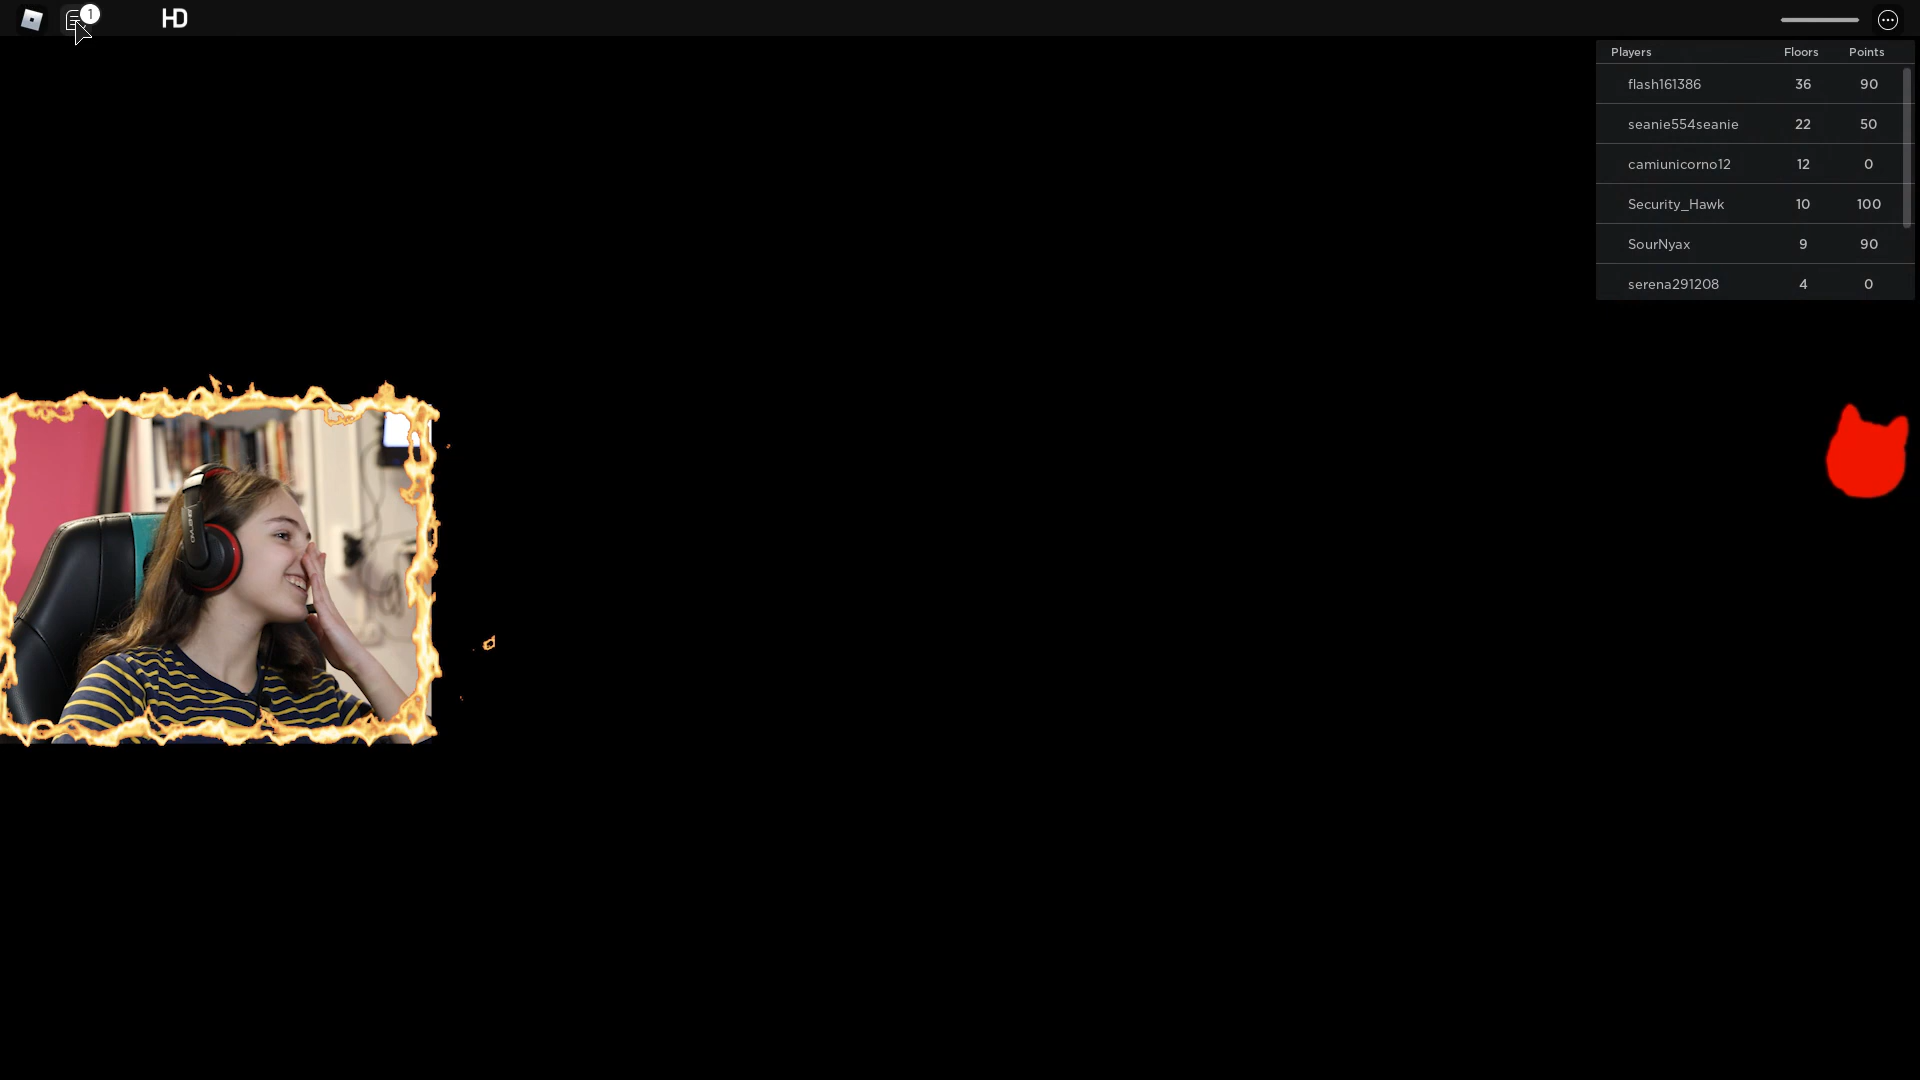 1
HD
Players Floors Points
flash161386 36 90
seanie554seanie 22 50
camiunicorno12 12 0
Security_Hawk 10 100
SourNyax 9 90
serena291208 4 0